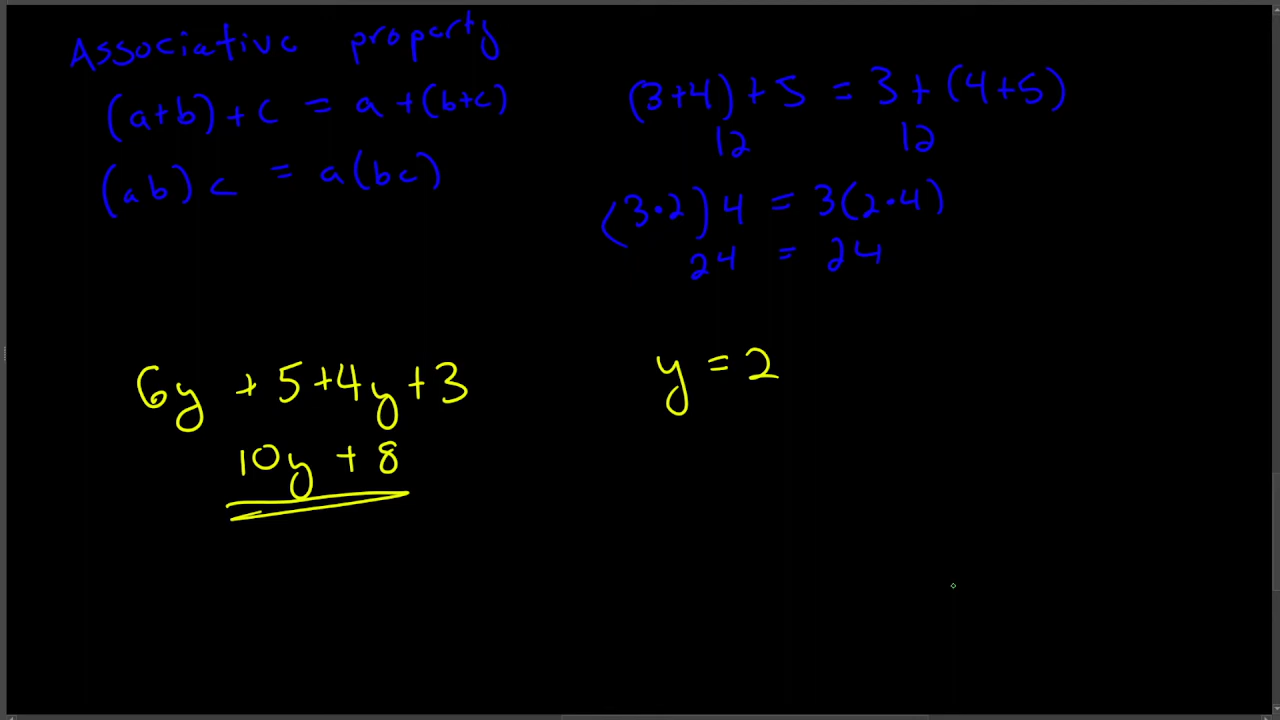 Associative property
(a+b)+c = a+(b+c)
(ab)c = a(bc)
(3+4)+5 = 3+(4+5)
12 12
(3•2)4 = 3(2•4)
24 = 24
6y + 5+4y+3
10y + 8
y = 2